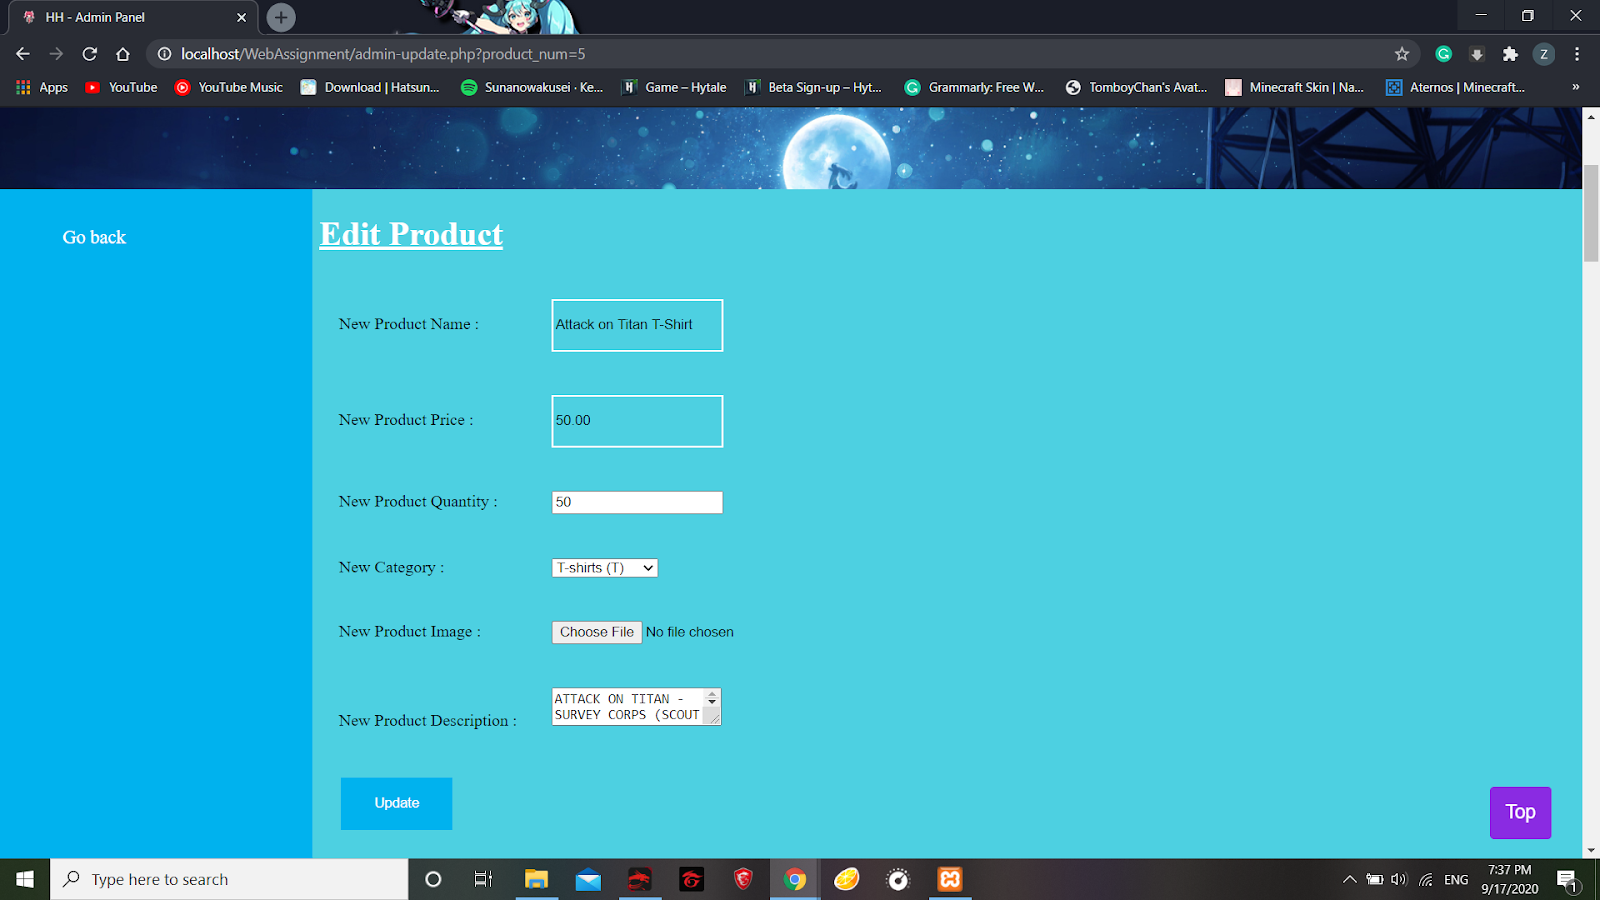 HH - Admin Panel
localhost/WebAssignment/admin-update.php?product_num=5
Z
Apps
YouTube
YouTube Music
Download | Hatsun...
Sunanowakusei · Ke...
Game – Hytale
Beta Sign-up – Hyt...
Grammarly: Free W...
TomboyChan's Avat...
Minecraft Skin | Na...
Aternos | Minecraft...
»
Go back
Edit Product
New Product Name :
Attack on Titan T-Shirt
New Product Price :
50.00
New Product Quantity :
50
New Category :
T-shirts (T)
New Product Image :
Choose File No file chosen
New Product Description :
ATTACK ON TITAN -
SURVEY CORPS (SCOUT
Update
Top
Type here to search
ENG
7:37 PM
9/17/2020
1